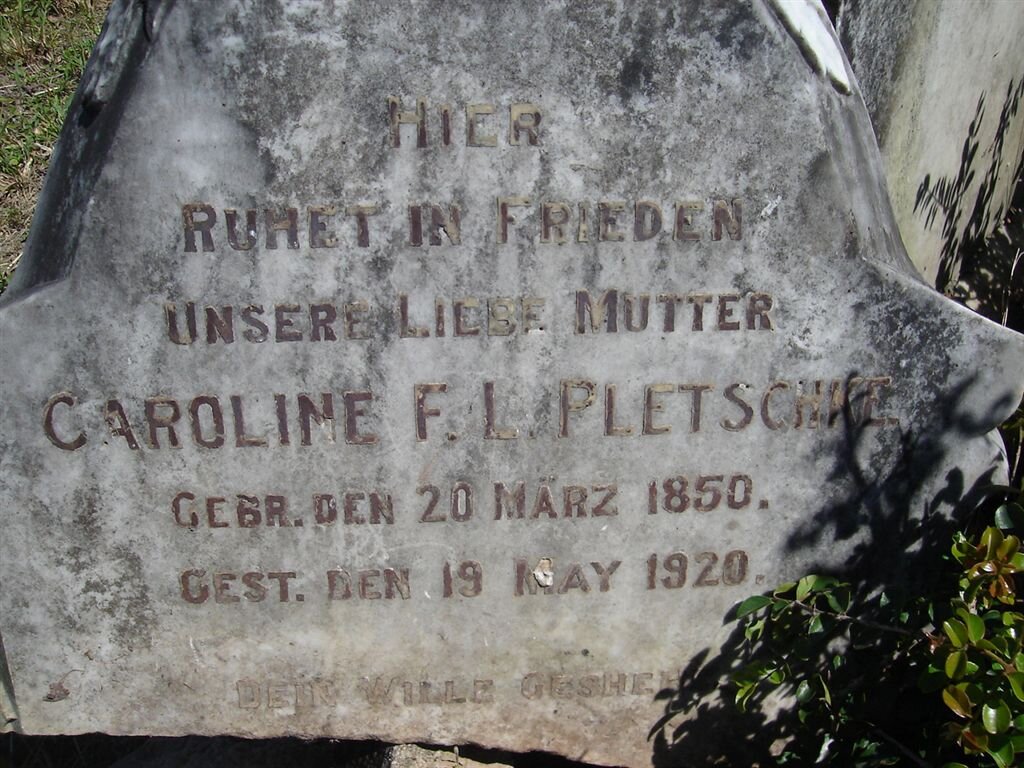 HIER
RUHET IN FRIEDEN
UNSERE LIEBE MUTTER
CAROLINE F. L. PLETSCHKE.
GEBR. DEN 20 MÄRZ 1850.
GEST. DEN 19 MAY 1920.
DEIN WILLE